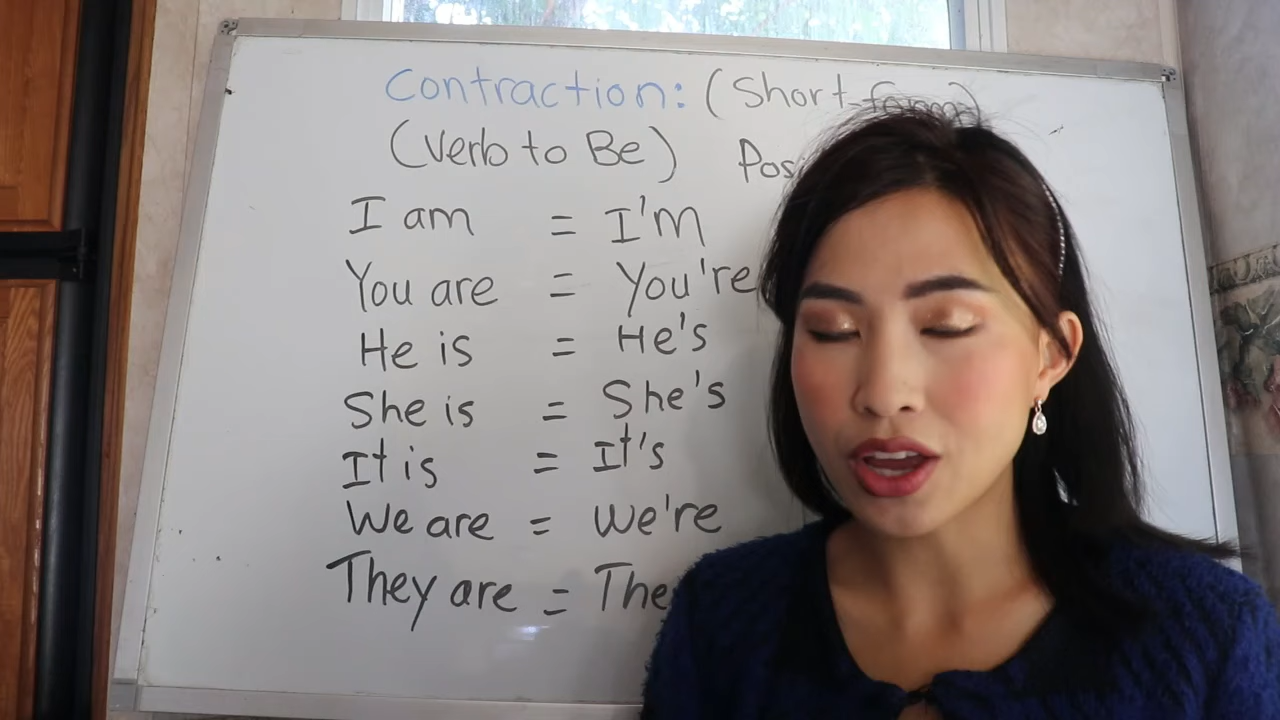 Contraction: (Short form)
(Verb to Be) Pos
I am = I'm
You are = You're
He is = He's
She is = She's
It is = It's
We are = We're
They are = The